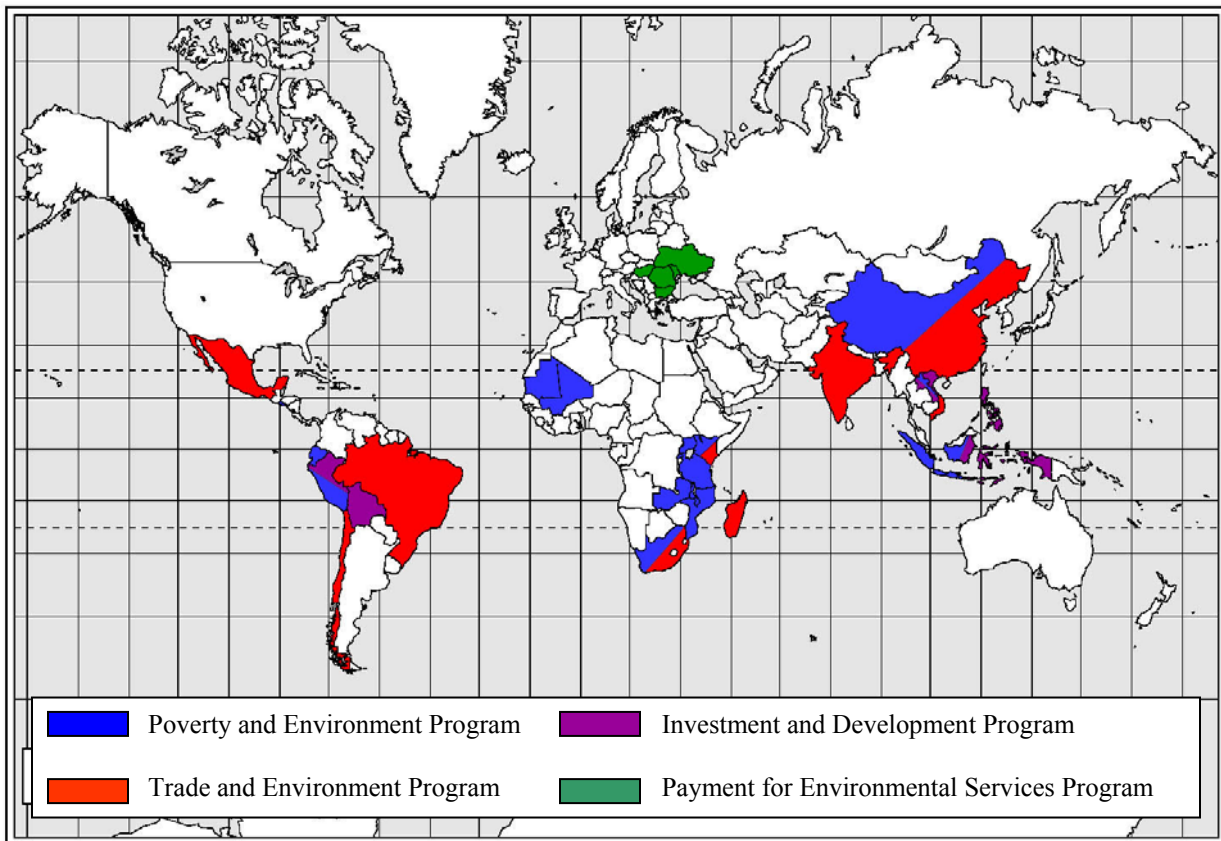 Poverty and Environment Program
Investment and Development Program
Trade and Environment Program
Payment for Environmental Services Program